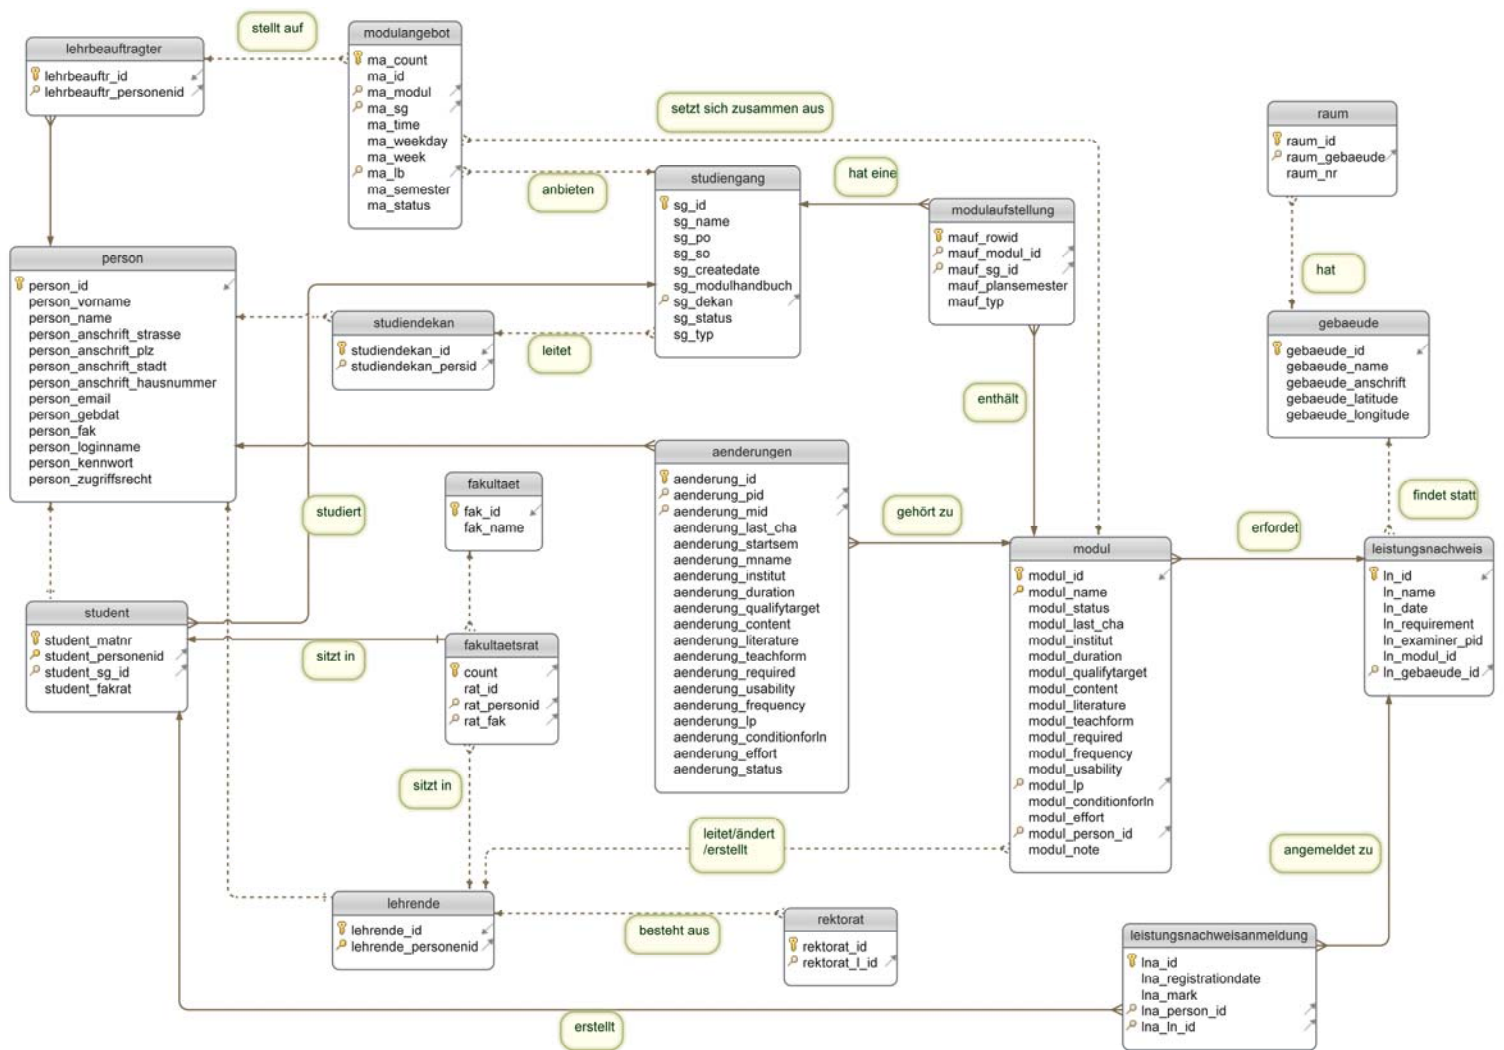 stellt auf
lehrbeauftragter
lehrbeauftr_id
lehrbeauftr_personenid
modulangebot
ma_count
ma_id
ma_modul
ma_sg
ma_time
ma_weekday
ma_week
ma_lb
ma_semester
ma_status
setzt sich zusammen aus
anbieten
studiengang
sg_id
sg_name
sg_po
sg_so
sg_createdate
sg_modulhandbuch
sg_dekan
sg_status
sg_typ
hat eine
modulaufstellung
mauf_rowid
mauf_modul_id
mauf_sg_id
mauf_plansemester
mauf_typ
raum
raum_id
raum_gebaeude
raum_nr
hat
gebaeude
gebaeude_id
gebaeude_name
gebaeude_anschrift
gebaeude_latitude
gebaeude_longitude
person
person_id
person_vorname
person_name
person_anschrift_strasse
person_anschrift_plz
person_anschrift_stadt
person_anschrift_hausnummer
person_email
person_gebdat
person_fak
person_loginname
person_kennwort
person_zugriffsrecht
studiendekan
studiendekan_id
studiendekan_persid
leitet
enthält
aenderungen
aenderung_id
aenderung_pid
aenderung_mid
aenderung_last_cha
aenderung_startsem
aenderung_mname
aenderung_institut
aenderung_duration
aenderung_qualifytarget
aenderung_content
aenderung_literature
aenderung_teachform
aenderung_required
aenderung_usability
aenderung_frequency
aenderung_lp
aenderung_conditionforln
aenderung_effort
aenderung_status
fakultaet
fak_id
fak_name
studiert
gehört zu
erfordet
findet statt
modul
modul_id
modul_name
modul_status
modul_last_cha
modul_institut
modul_duration
modul_qualifytarget
modul_content
modul_literature
modul_teachform
modul_required
modul_frequency
modul_usability
modul_lp
modul_conditionforln
modul_effort
modul_person_id
modul_note
leistungsnachweis
ln_id
ln_name
ln_date
ln_requirement
ln_examiner_pid
ln_modul_id
ln_gebaeude_id
student
student_matnr
student_personenid
student_sg_id
student_fakrat
sitzt in
fakultaetsrat
count
rat_id
rat_personid
rat_fak
sitzt in
leitet/ändert
/erstellt
angemeldet zu
lehrende
lehrende_id
lehrende_personenid
besteht aus
rektorat
rektorat_id
rektorat_l_id
leistungsnachweisanmeldung
lna_id
lna_registrationdate
lna_mark
lna_person_id
lna_ln_id
erstellt